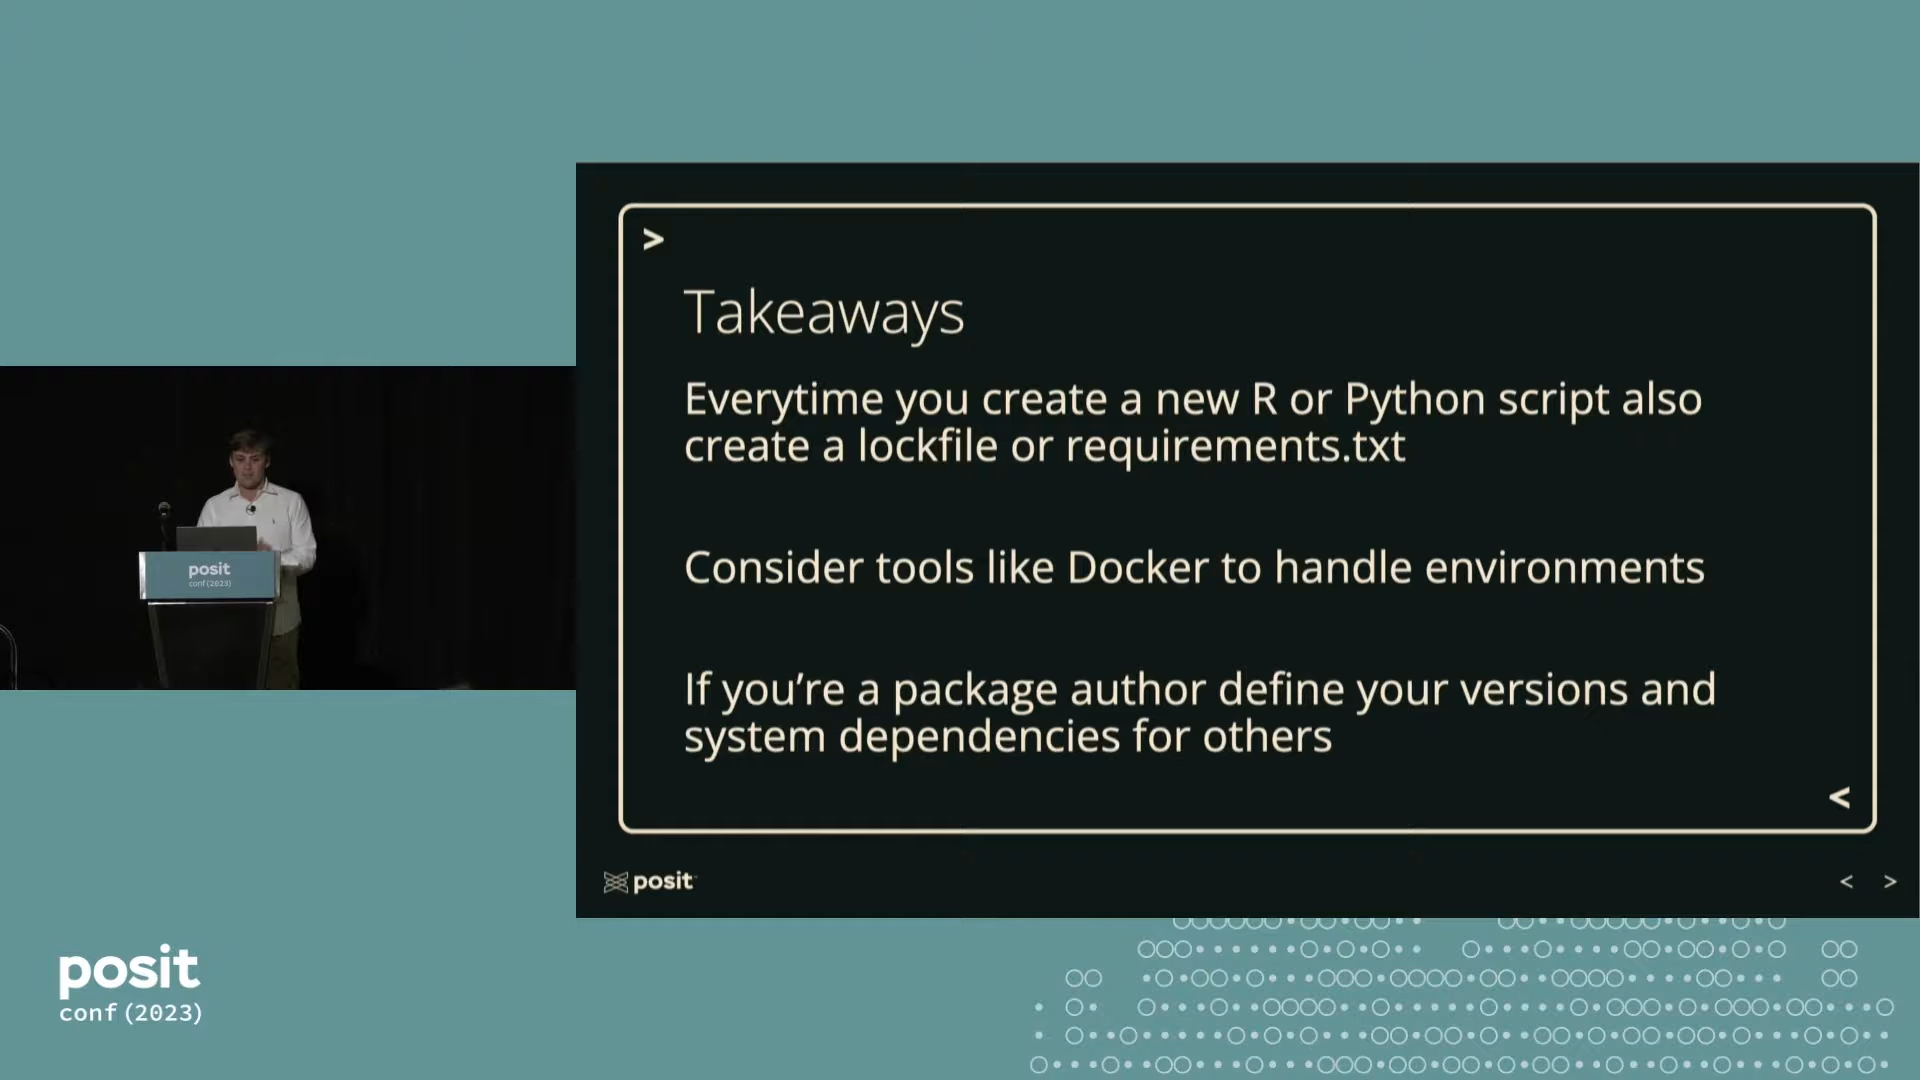 >
Takeaways
Everytime you create a new R or Python script also
create a lockfile or requirements.txt
Consider tools like Docker to handle environments
If you’re a package author define your versions and
system dependencies for others
<
posit
< >
posit
conf(2023)
posit
conf(2023)